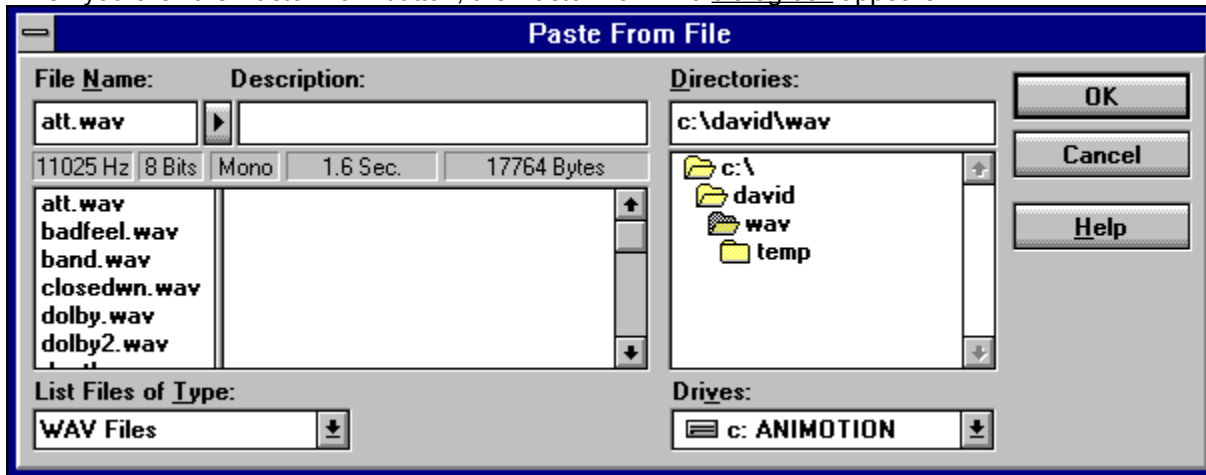 Paste From File
File Name: Description:
att.wav
11025 Hz 8 Bits Mono 1.6 Sec. 17764 Bytes
att.wav
badfeel.wav
band.wav
closedwn.wav
dolby.wav
dolby2.wav
List Files of Type:
WAV Files
Directories:
c:\david\wav
c:\
david
wav
temp
Drives:
c: ANIMOTION
OK
Cancel
Help